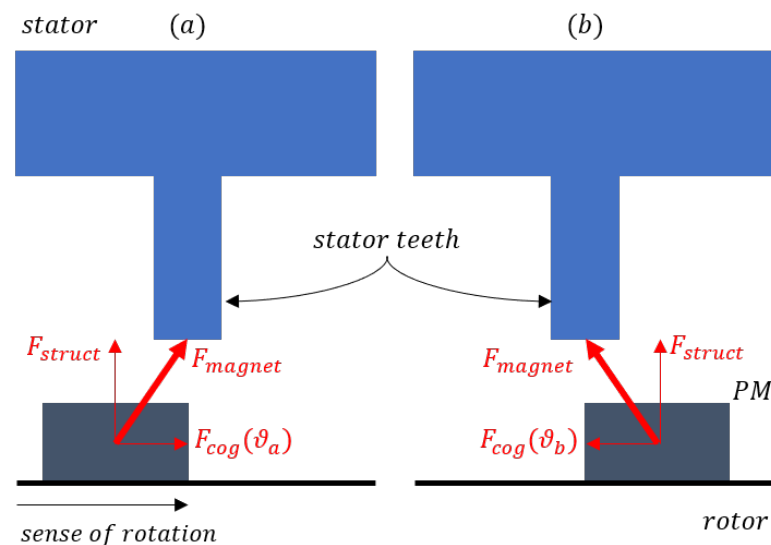 stator (a) (b)
stator teeth
F_struct F_magnet F_magnet F_struct
PM
F_cog(ϑ_a) F_cog(ϑ_b)
sense of rotation rotor